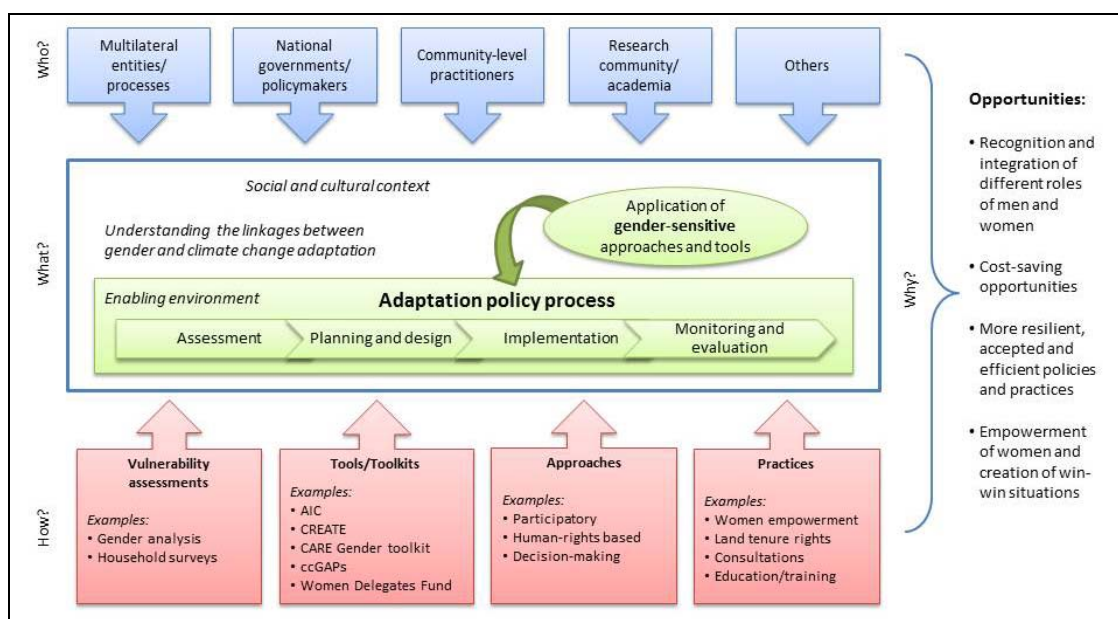 Who?
Multilateral
entities/
processes
National
governments/
policymakers
Community-level
practitioners
Research
community/
academia
Others
What?
Social and cultural context
Understanding the linkages between
gender and climate change adaptation
Application of
gender-sensitive
approaches and tools
Enabling environment
Adaptation policy process
Assessment
Planning and design
Implementation
Monitoring and
evaluation
How?
Vulnerability
assessments
Examples:
• Gender analysis
• Household surveys
Tools/Toolkits
Examples:
• AIC
• CREATE
• CARE Gender toolkit
• ccGAPs
• Women Delegates Fund
Approaches
Examples:
• Participatory
• Human-rights based
• Decision-making
Practices
Examples:
• Women empowerment
• Land tenure rights
• Consultations
• Education/training
Why?
Opportunities:
• Recognition and
integration of
different roles
of men and
women
• Cost-saving
opportunities
• More resilient,
accepted and
efficient policies
and practices
• Empowerment
of women and
creation of win-
win situations